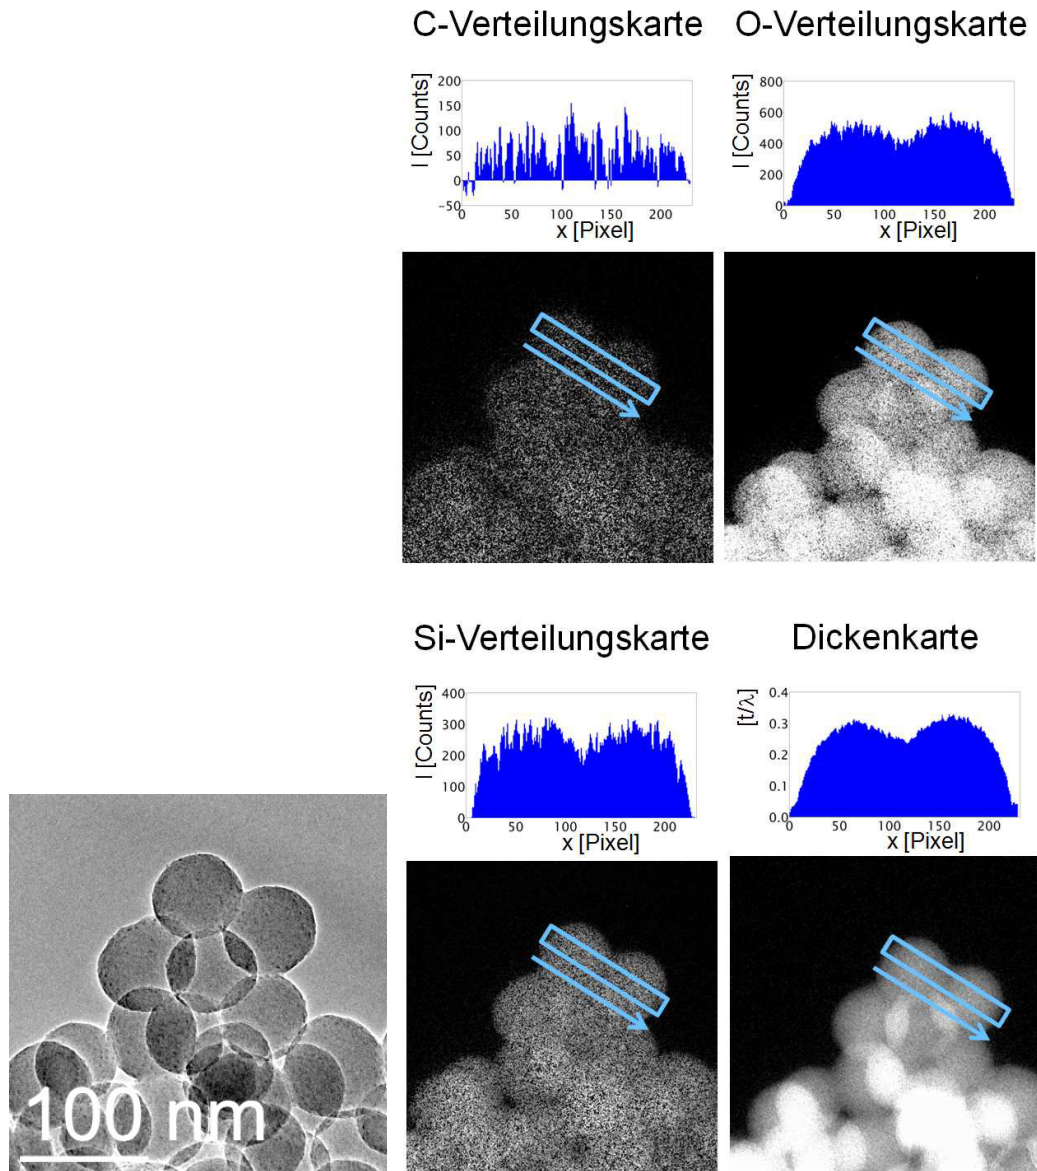 C-Verteilungskarte
O-Verteilungskarte
I [Counts]
200
150
100
50
0
−50
0 50 100 150 200
x [Pixel]
I [Counts]
800
600
400
200
0
0 50 100 150 200
x [Pixel]
Si-Verteilungskarte
Dickenkarte
I [Counts]
400
300
200
100
0
0 50 100 150 200
x [Pixel]
[t/λ]
0.4
0.3
0.2
0.1
0.0
0 50 100 150 200
x [Pixel]
100 nm